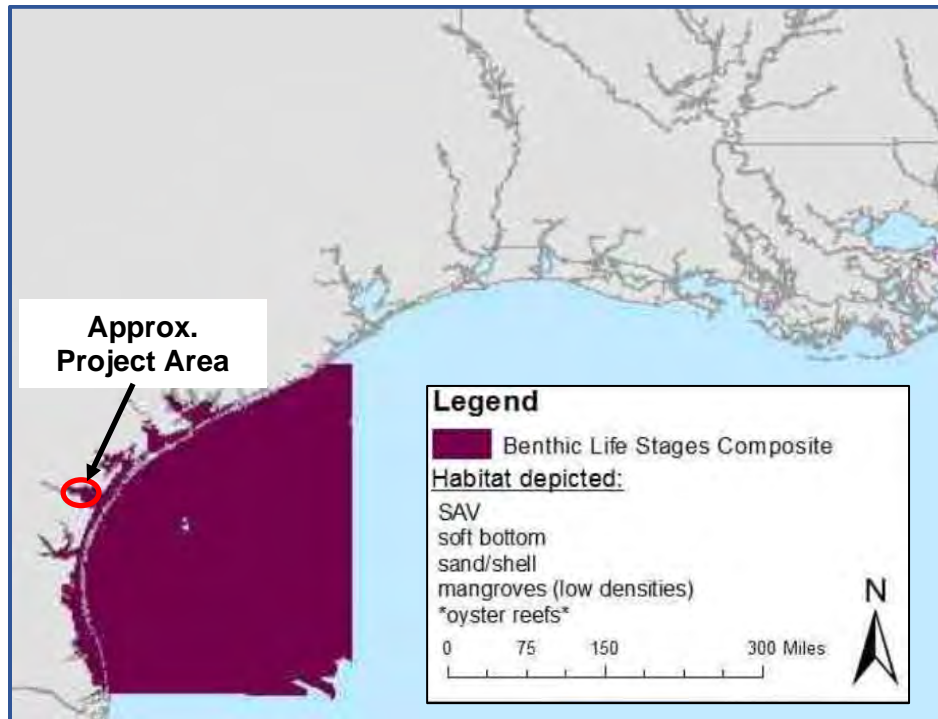 Approx.
Project Area
Legend
Benthic Life Stages Composite
Habitat depicted:
SAV
soft bottom
sand/shell
mangroves (low densities)
*oyster reefs*
N
0 75 150 300 Miles